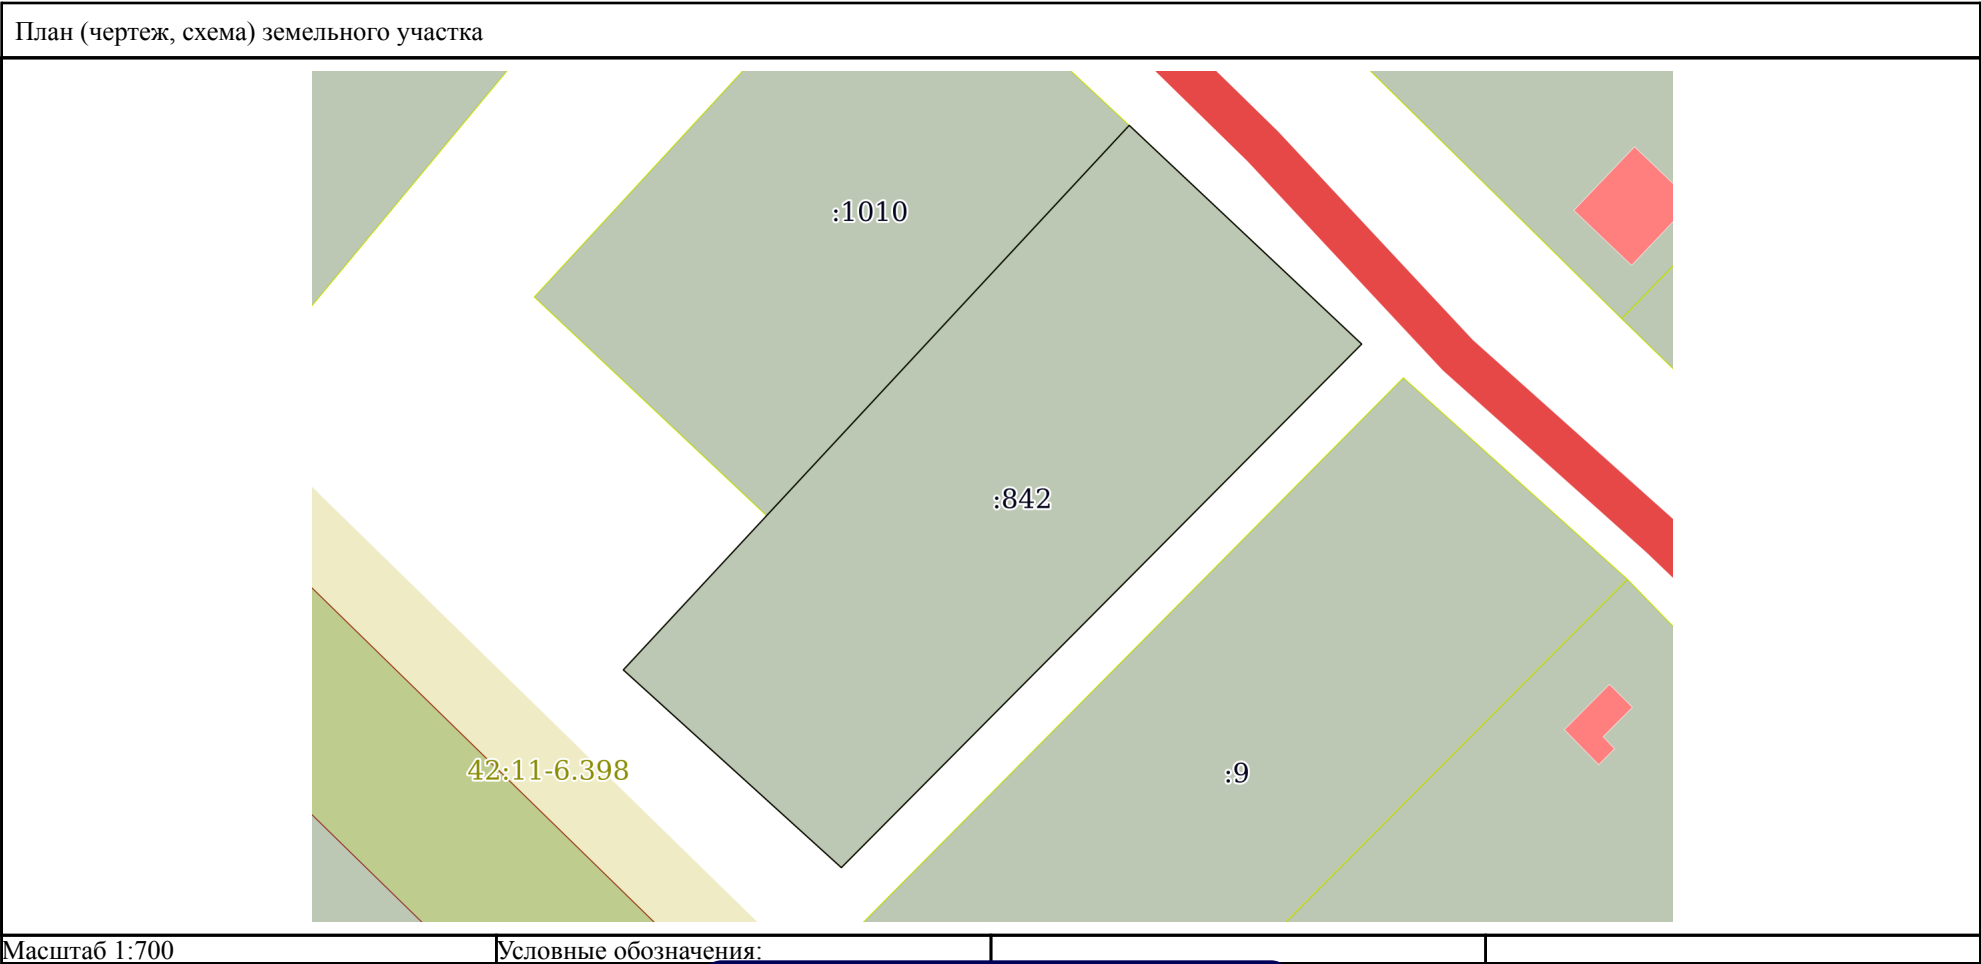 План (чертеж, схема) земельного участка
:1010
:842
42:11-6.398
:9
Масштаб 1:700
Условные обозначения: